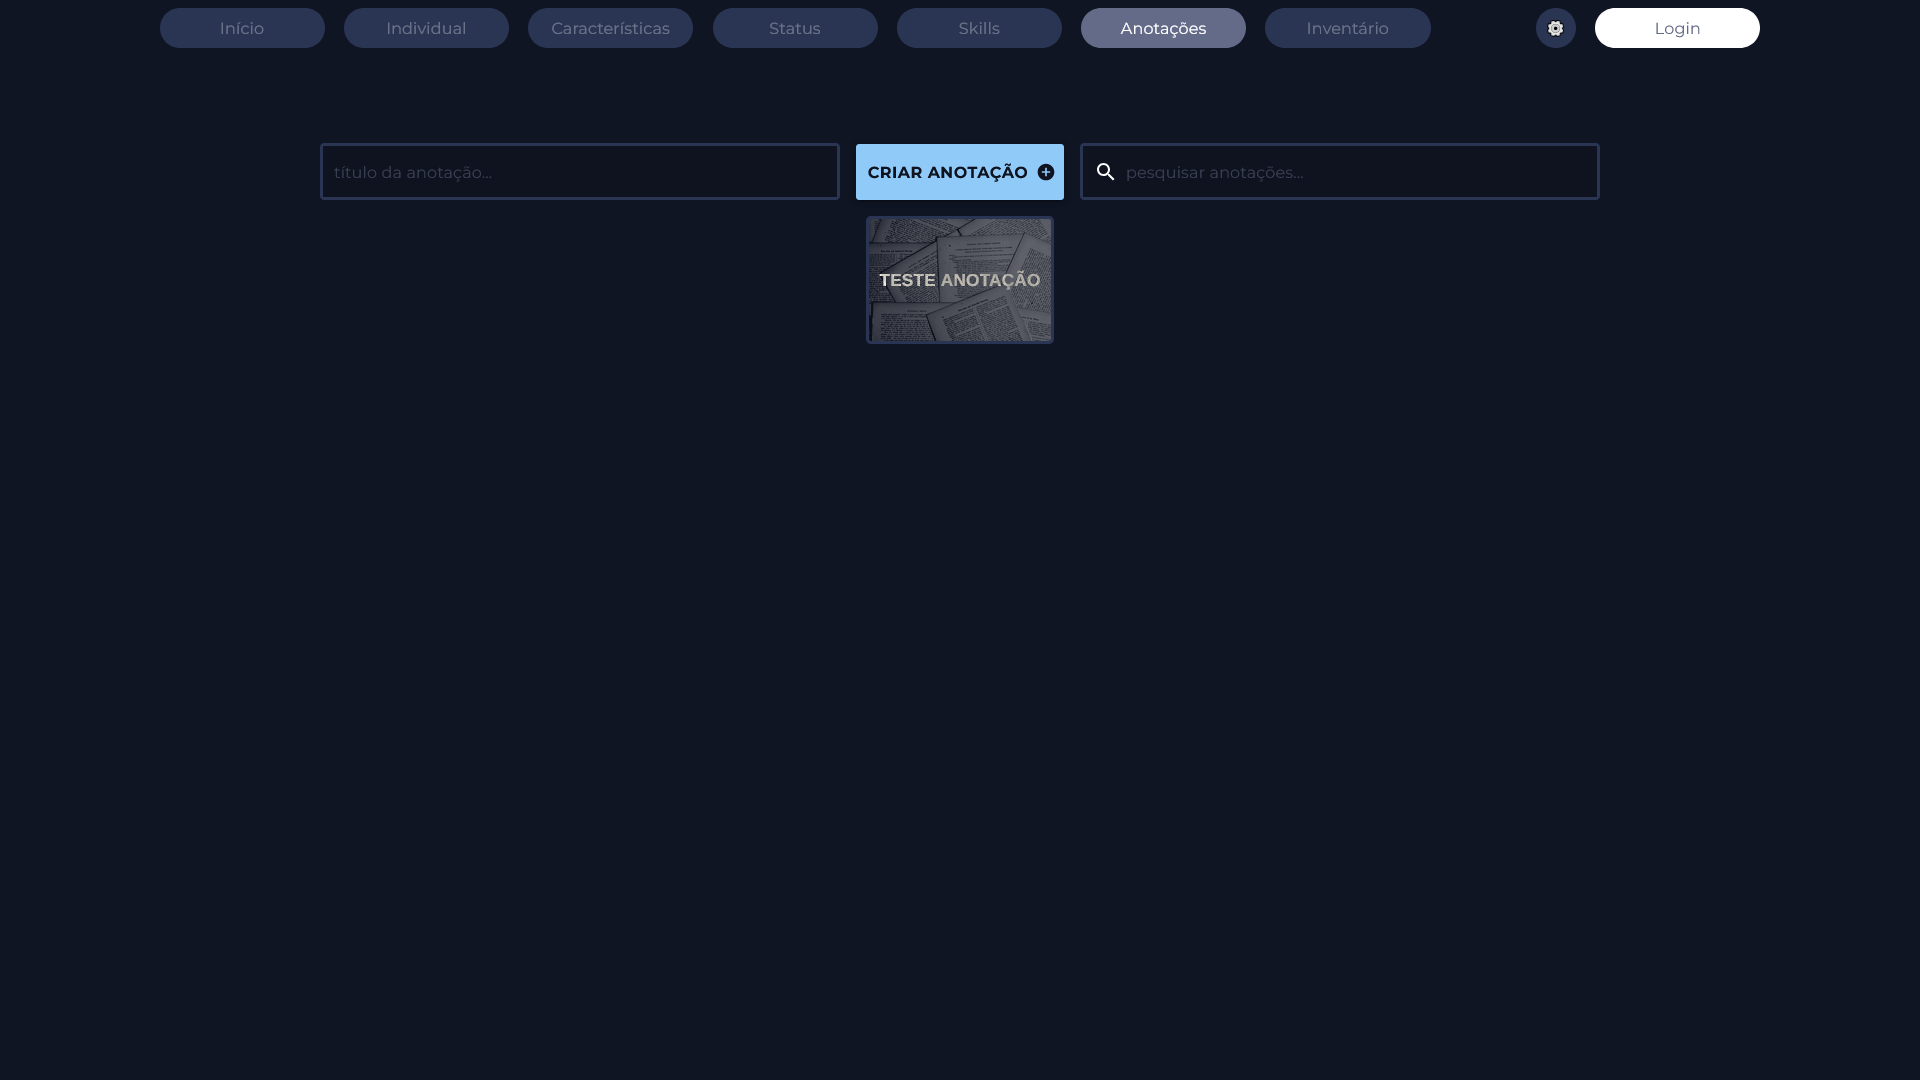 Início
Individual
Características
Status
Skills
Anotações
Inventário
Login
título da anotação...
CRIAR ANOTAÇÃO
pesquisar anotações...
TESTE ANOTAÇÃO